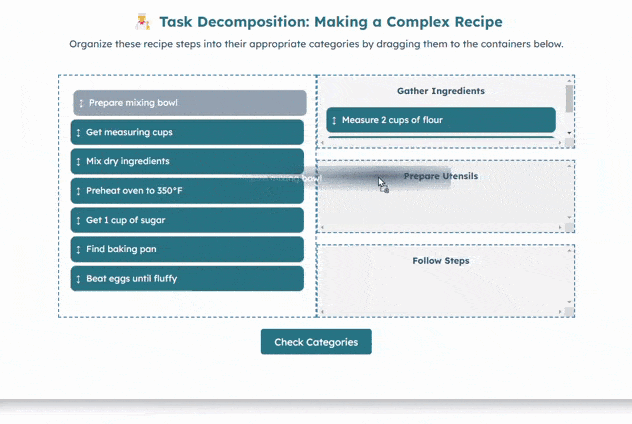 Task Decomposition: Making a Complex Recipe
Organize these recipe steps into their appropriate categories by dragging them to the containers below.
Prepare mixing bowl
Get measuring cups
Mix dry ingredients
Preheat oven to 350°F
Get 1 cup of sugar
Find baking pan
Beat eggs until fluffy
Gather Ingredients
Measure 2 cups of flour
mixing bowl
Prepare Utensils
Follow Steps
Check Categories